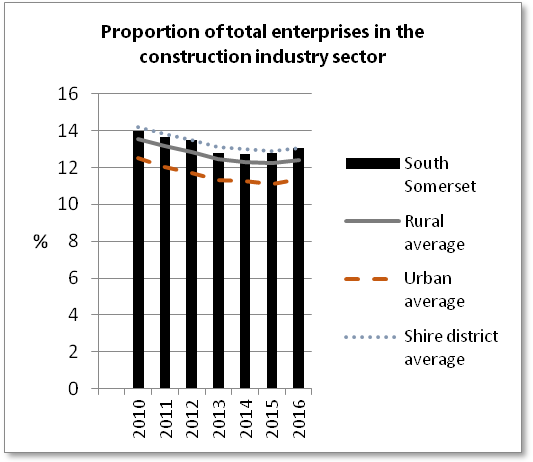 Proportion of total enterprises in the
construction industry sector
16
14
12
10
8
6
4
2
0
%
2010
2011
2012
2013
2014
2015
2016
South
Somerset
Rural
average
Urban
average
Shire district
average